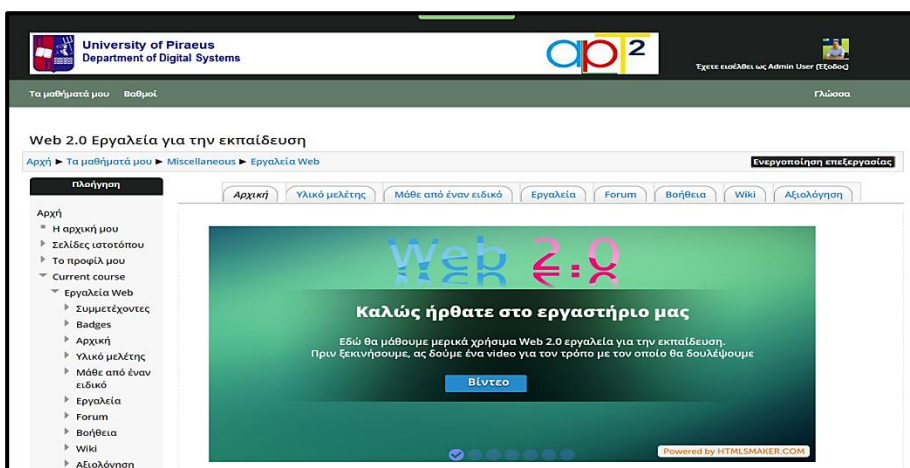 University of Piraeus
Department of Digital Systems
apT2
Έχετε εισέλθει ως Admin User (Έξοδος)
Τα μαθήματά μου Βαθμοί Γλώσσα
Web 2.0 Εργαλεία για την εκπαίδευση
Αρχή ► Τα μαθήματά μου ► Miscellaneous ► Εργαλεία Web
Ενεργοποίηση επεξεργασίας
Πλοήγηση
Αρχή
Η αρχική μου
Σελίδες ιστοτόπου
Το προφίλ μου
Current course
Εργαλεία Web
Συμμετέχοντες
Badges
Αρχική
Υλικό μελέτης
Μάθε από έναν
ειδικό
Εργαλεία
Forum
Βοήθεια
Wiki
Αξιολόγηση
Αρχική Υλικό μελέτης Μάθε από έναν ειδικό Εργαλεία Forum Βοήθεια Wiki Αξιολόγηση
Web 2.0
Καλώς ήρθατε στο εργαστήριο μας
Εδώ θα μάθουμε μερικά χρήσιμα Web 2.0 εργαλεία για την εκπαίδευση.
Πριν ξεκινήσουμε, ας δούμε ένα video για τον τρόπο με τον οποίο θα δουλέψουμε
Βίντεο
Powered by HTML5MAKER.COM